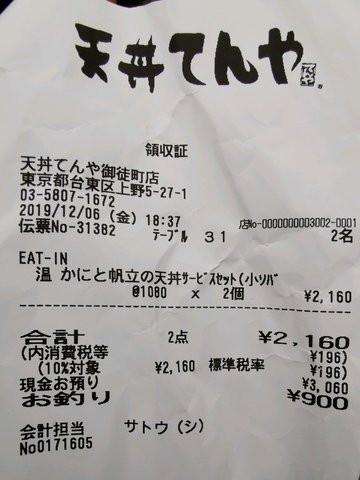 天丼てんや
てんや
領収証
天丼てんや御徒町店
東京都台東区上野5-27-1
03-5807-1672
2019/12/06 (金) 18:37
店No-0000000003002-0001
伝票No-31382 テーブル 31 2名
EAT-IN
温 かにと帆立の天丼サービスセット(小ソバ
@1080 x 2個 ¥2,160
合計 2点 ¥2,160
(内消費税等 ¥196)
(10%対象 ¥2,160 標準税率 ¥196)
現金お預り ¥3,060
お釣り ¥900
会計担当 サトウ(シ)
No0171605